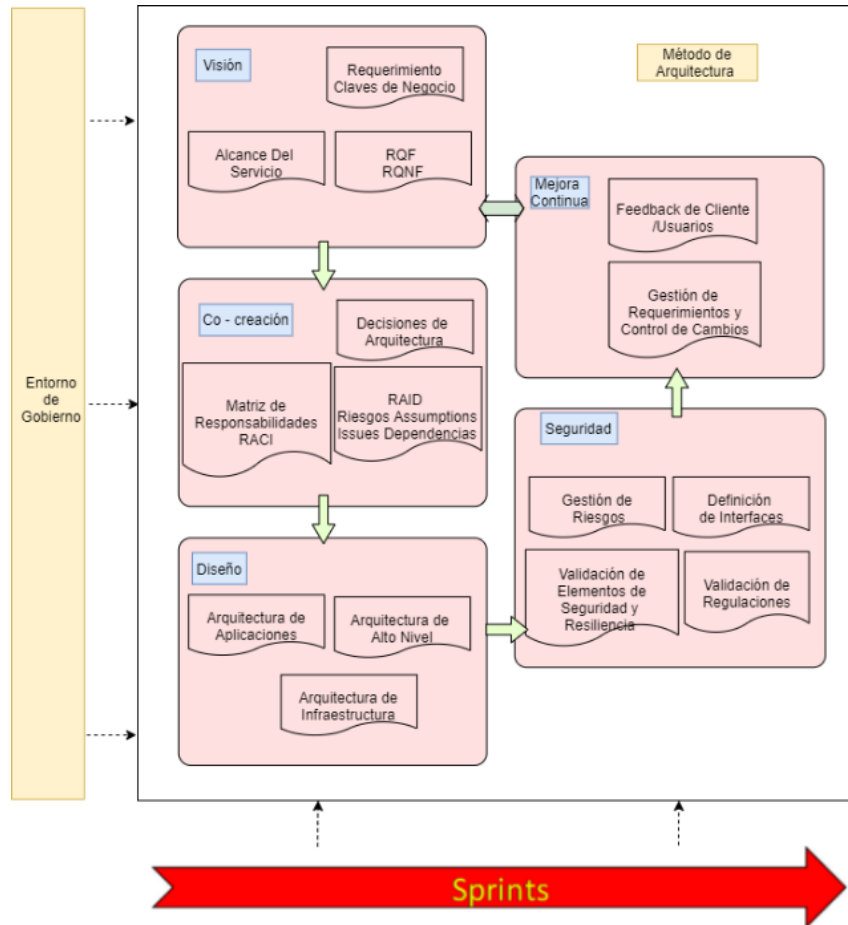 Entorno
de
Gobierno
Método de
Arquitectura
Visión
Requerimiento
Claves de Negocio
Alcance Del
Servicio
RQF
RQNF
Mejora
Continua
Feedback de Cliente
/Usuarios
Gestión de
Requerimientos y
Control de Cambios
Co - creación
Decisiones de
Arquitectura
Matriz de
Responsabilidades
RACI
RAID
Riesgos Assumptions
Issues Dependencias
Seguridad
Gestión de
Riesgos
Definición
de Interfaces
Validación de
Elementos de
Seguridad y
Resiliencia
Validación de
Regulaciones
Diseño
Arquitectura de
Aplicaciones
Arquitectura de
Alto Nivel
Arquitectura de
Infraestructura
Sprints